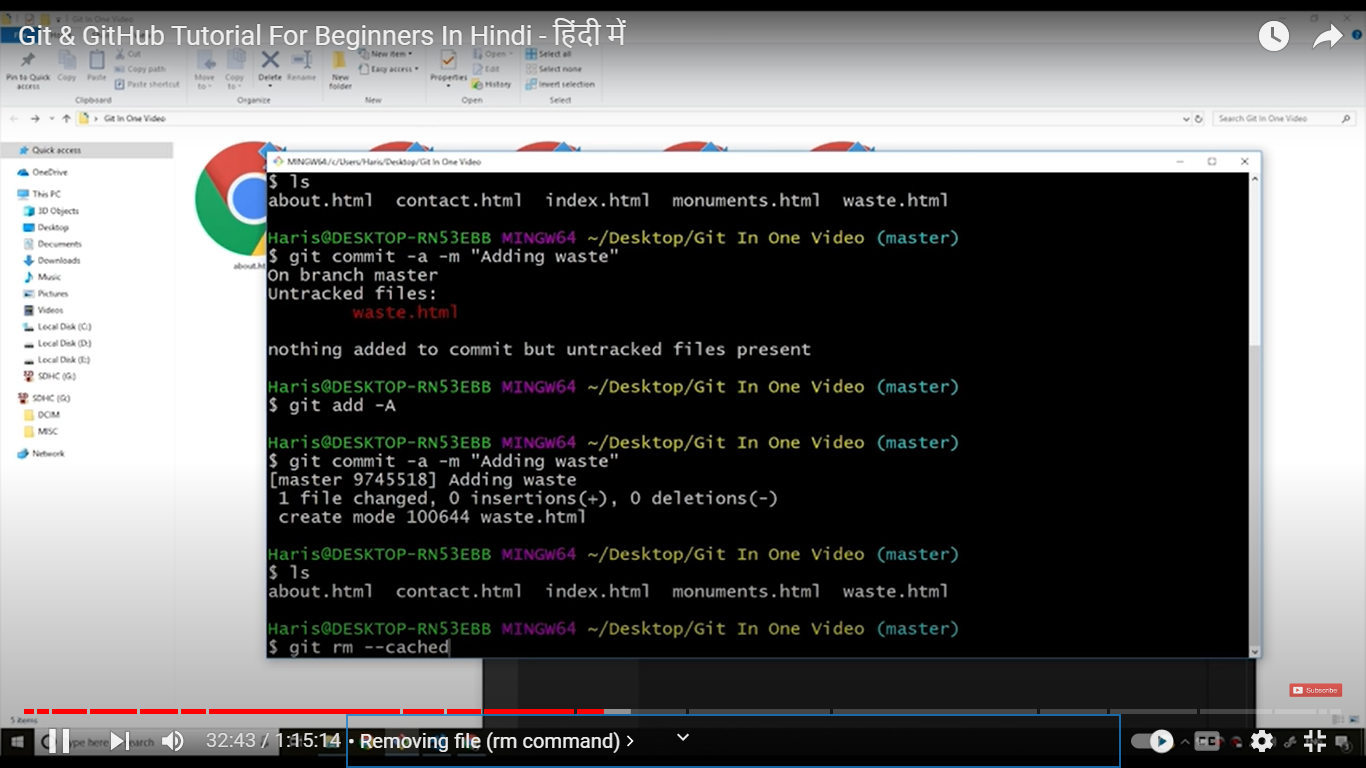 Git & GitHub Tutorial For Beginners In Hindi - हिंदी में
Pin to Quick access
Copy
Paste
Cut
Copy path
Paste shortcut
Move to
Copy to
Delete
Rename
New folder
New item
Easy access
Properties
Open
Edit
History
Select all
Select none
Invert selection
Clipboard
Organize
New
Open
Select
Git In One Video
Search Git In One Video
Quick access
OneDrive
This PC
3D Objects
Desktop
Documents
Downloads
Music
Pictures
Videos
Local Disk (C:)
Local Disk (D:)
Local Disk (E:)
SDHC (G:)
SDHC (G:)
DCIM
MISC
Network
MINGW64:/c/Users/Haris/Desktop/Git In One Video
$ ls
about.html contact.html index.html monuments.html waste.html
Haris@DESKTOP-RN53EBB MINGW64 ~/Desktop/Git In One Video (master)
$ git commit -a -m "Adding waste"
On branch master
Untracked files:
waste.html
nothing added to commit but untracked files present
Haris@DESKTOP-RN53EBB MINGW64 ~/Desktop/Git In One Video (master)
$ git add -A
Haris@DESKTOP-RN53EBB MINGW64 ~/Desktop/Git In One Video (master)
$ git commit -a -m "Adding waste"
[master 9745518] Adding waste
1 file changed, 0 insertions(+), 0 deletions(-)
create mode 100644 waste.html
Haris@DESKTOP-RN53EBB MINGW64 ~/Desktop/Git In One Video (master)
$ ls
about.html contact.html index.html monuments.html waste.html
Haris@DESKTOP-RN53EBB MINGW64 ~/Desktop/Git In One Video (master)
$ git rm --cached
Subscribe
5 items
32:43 / 1:15:14 • Removing file (rm command) ›
CC